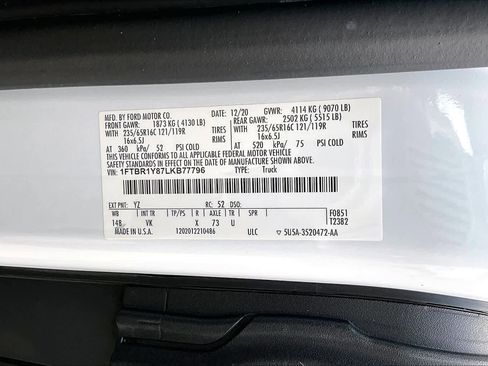 MFD. BY FORD MOTOR CO. 12/20 GVWR: 4114 KG ( 9070 LB)
FRONT GAWR: 1873 KG ( 4130 LB) REAR GAWR: 2502 KG ( 5515 LB)
WITH WITH
235/65R16C 121/119R TIRES 235/65R16C 121/119R TIRES
16x6.5J RIMS 16x6.5J RIMS
AT 360 kPa/ 52 PSI COLD AT 520 kPa/ 75 PSI COLD
THIS VEHICLE CONFORMS TO ALL APPLICABLE FEDERAL MOTOR VEHICLE
SAFETY STANDARDS IN EFFECT ON THE DATE OF MANUFACTURE SHOWN ABOVE.
VIN: 1FTBR1Y87LKB77796 TYPE: Truck
EXT PNT: YZ RC: 52 DSO:
WB INT TR TP/PS R AXLE TR SPR F0851
148 VK X 73 U T2382
MADE IN U.S.A. 1202012210486 ULC 5U5A-3520472-AA